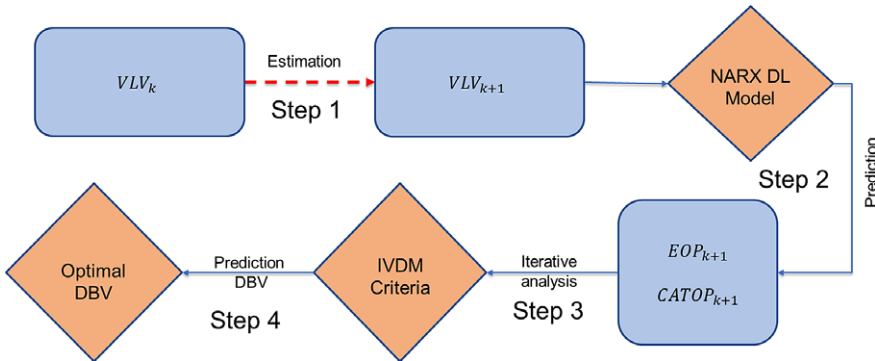 VLV_k
Estimation
Step 1
VLV_{k+1}
NARX DL
Model
Step 2
Prediction
EOP_{k+1}
CATOP_{k+1}
Iterative
analysis
Step 3
IVDM
Criteria
Prediction
DBV
Step 4
Optimal
DBV